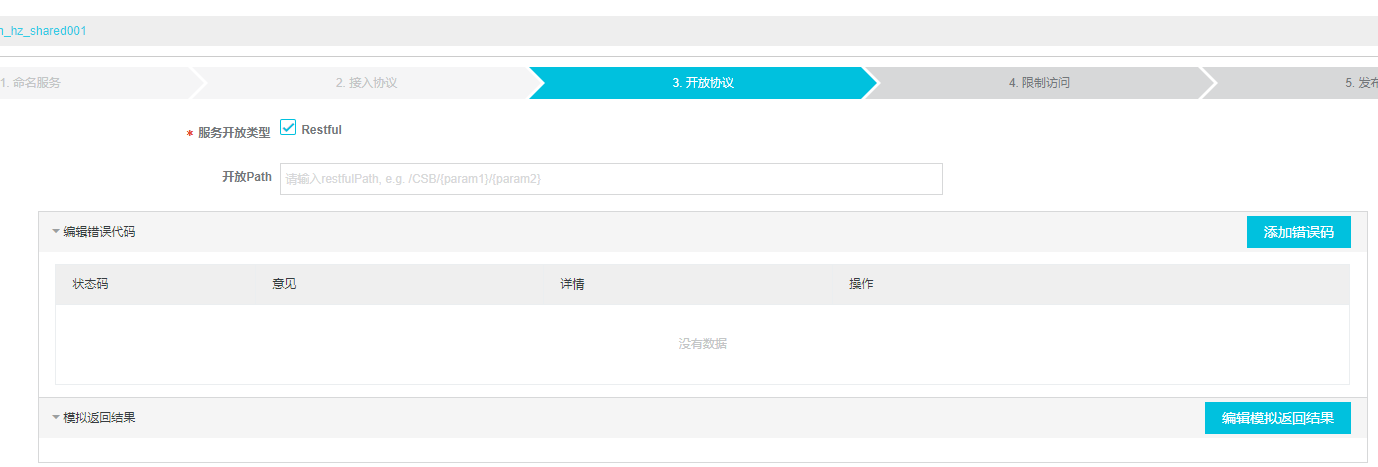 _hz_shared001
1. 命名服务
2. 接入协议
3. 开放协议
4. 限制访问
5. 发布
* 服务开放类型 Restful
开放Path 请输入restfulPath, e.g. /CSB/{param1}/{param2}
编辑错误代码 添加错误码
状态码 意见 详情 操作
没有数据
模拟返回结果 编辑模拟返回结果